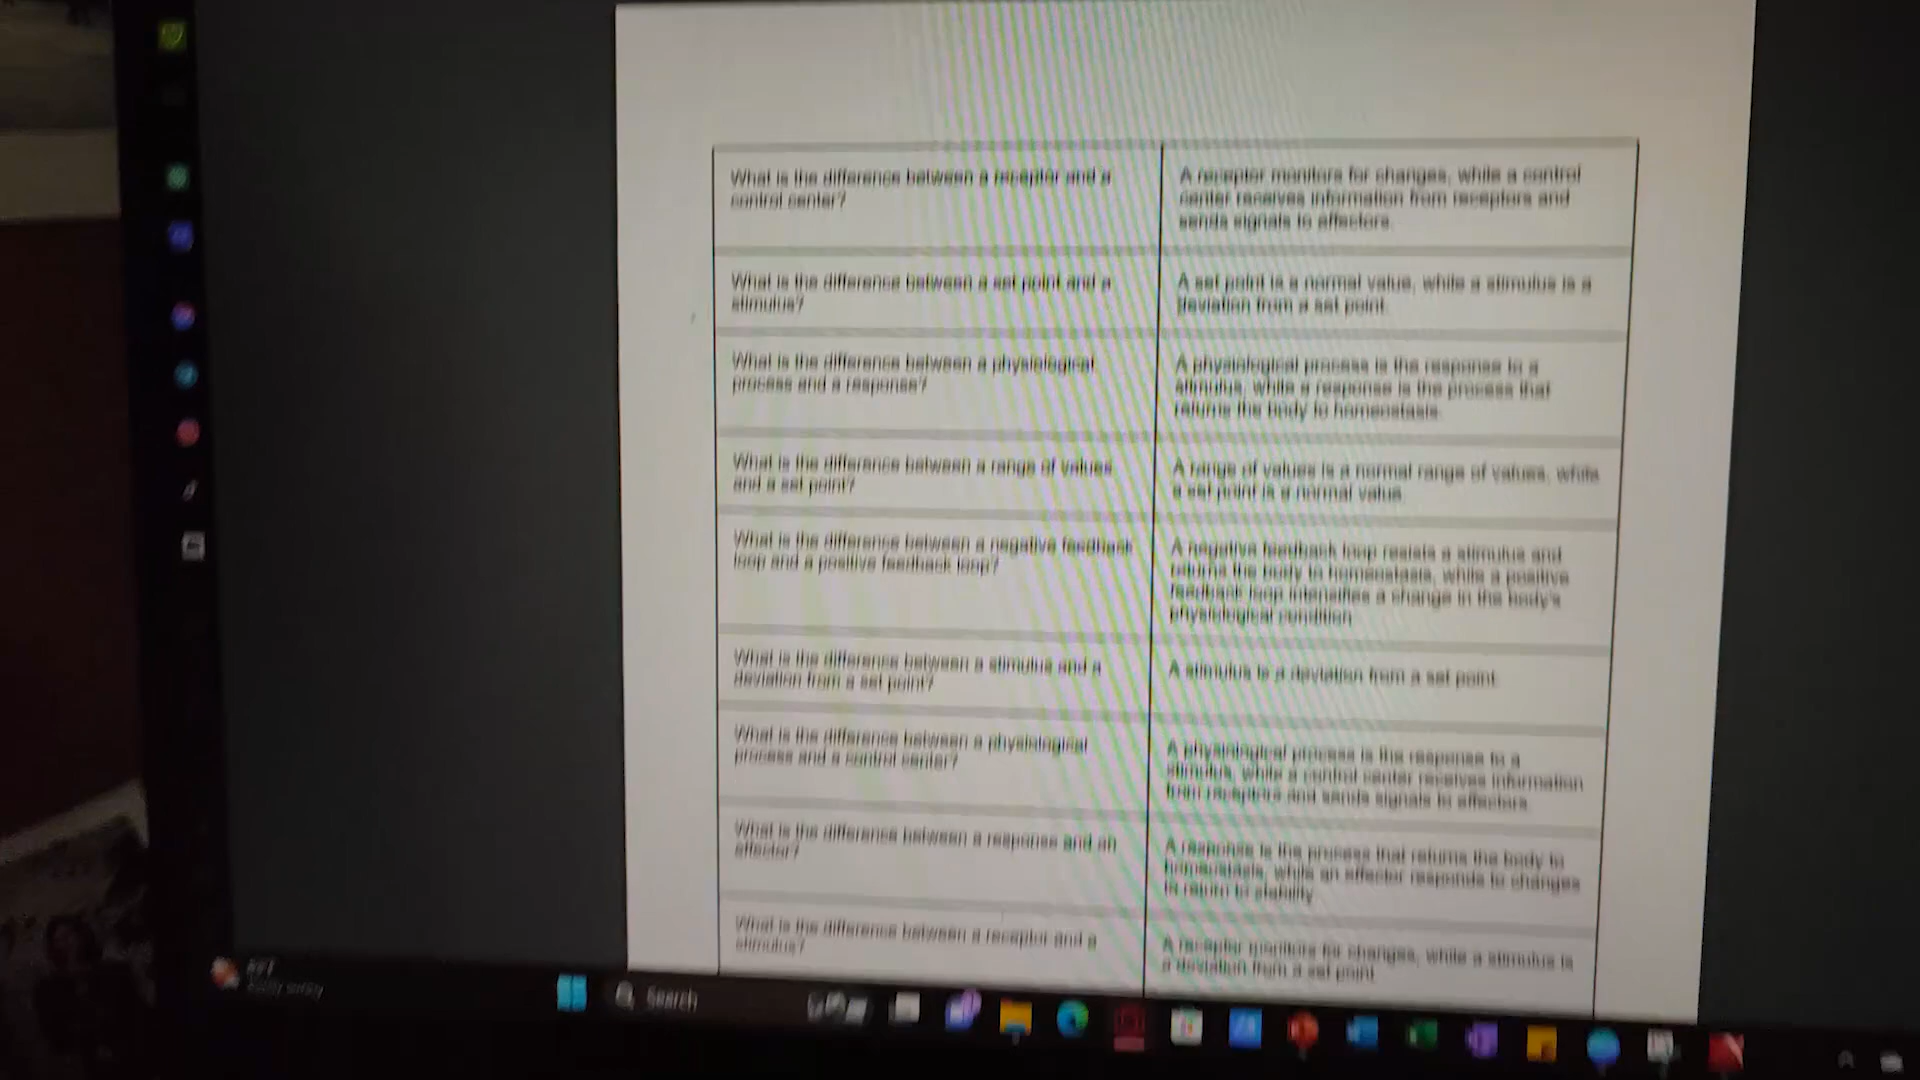 What is the difference between a receptor and a
control center?
A receptor monitors for changes, while a control
center receives information from receptors and
sends signals to effectors.
What is the difference between a set point and a
stimulus?
A set point is a normal value, while a stimulus is a
deviation from a set point.
What is the difference between a physiological
process and a response?
A physiological process is the response to a
stimulus, while a response is the process that
returns the body to homeostasis.
What is the difference between a range of values
and a set point?
A range of values is a normal range of values, while
a set point is a normal value.
What is the difference between a negative feedback
loop and a positive feedback loop?
A negative feedback loop resists a stimulus and
returns the body to homeostasis, while a positive
feedback loop intensifies a change in the body's
physiological condition.
What is the difference between a stimulus and a
deviation from a set point?
A stimulus is a deviation from a set point.
What is the difference between a physiological
process and a control center?
A physiological process is the response to a
stimulus, while a control center receives information
from receptors and sends signals to effectors.
What is the difference between a response and an
effector?
A response is the process that returns the body to
homeostasis, while an effector responds to changes
to return to stability.
What is the difference between a receptor and a
stimulus?
A receptor monitors for changes, while a stimulus is
a deviation from a set point.
Search